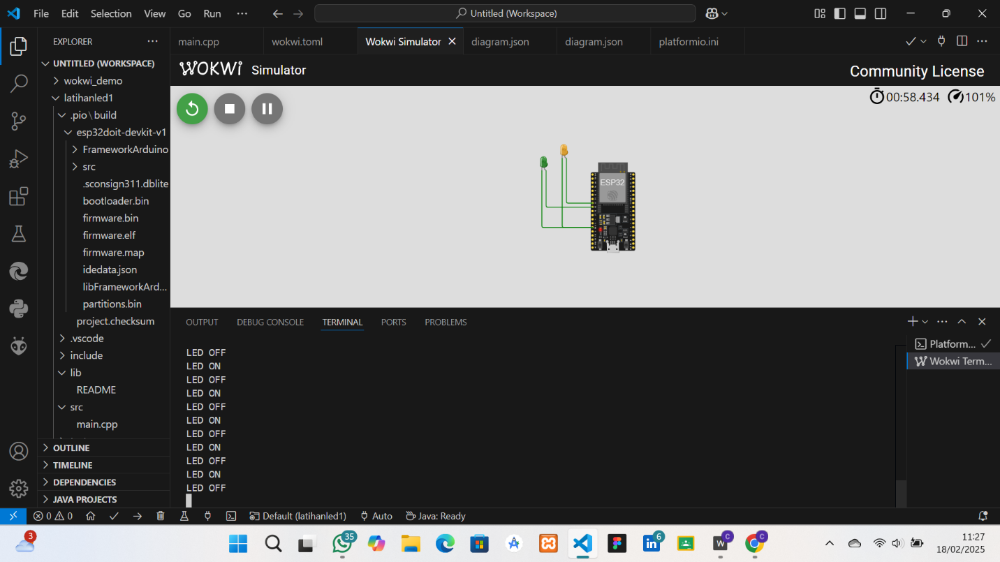 File Edit Selection View Go Run ··· Untitled (Workspace)
EXPLORER ···
main.cpp wokwi.toml Wokwi Simulator diagram.json diagram.json platformio.ini
UNTITLED (WORKSPACE)
wokwi_demo
latihanled1
.pio \ build
esp32doit-devkit-v1
FrameworkArduino
src
.sconsign311.dblite
bootloader.bin
firmware.bin
firmware.elf
firmware.map
idedata.json
libFrameworkArd...
partitions.bin
project.checksum
.vscode
include
lib
README
src
main.cpp
OUTLINE
TIMELINE
DEPENDENCIES
JAVA PROJECTS
WOKWi Simulator
Community License
00:58.434 101%
ESP32
OUTPUT DEBUG CONSOLE TERMINAL PORTS PROBLEMS
LED OFF
LED ON
LED OFF
LED ON
LED OFF
LED ON
LED OFF
LED ON
LED OFF
LED ON
LED OFF
Platform...
Wokwi Term...
0 0 Default (latihanled1) Auto Java: Ready
3 35 6 W C C
11:27
18/02/2025